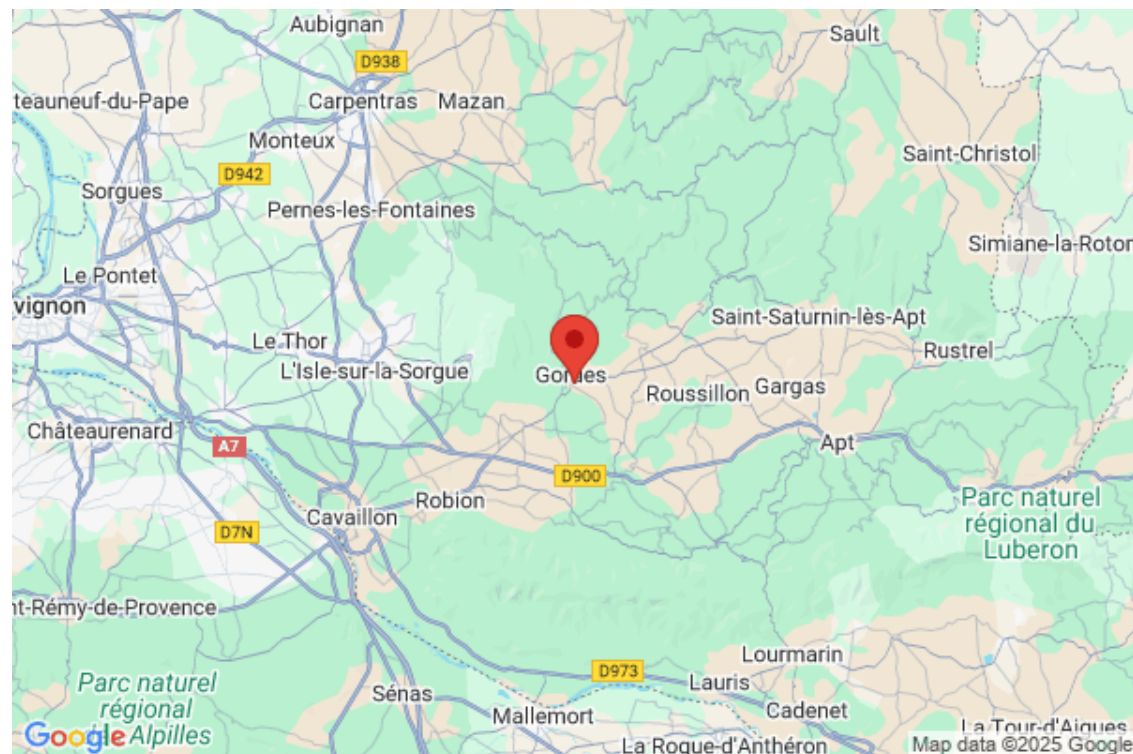 Aubignan
Sault
D938
teauneuf-du-Pape
Carpentras
Mazan
Monteux
Saint-Christol
D942
Sorgues
Pernes-les-Fontaines
Simiane-la-Roton
Le Pontet
vignon
Saint-Saturnin-lès-Apt
Le Thor
Rustrel
L'Isle-sur-la-Sorgue
Gordes
Roussillon
Gargas
Châteaurenard
A7
Apt
D900
Robion
Parc naturel
régional du
Luberon
Cavaillon
D7N
nt-Rémy-de-Provence
Lourmarin
D973
Lauris
Parc naturel
régional
des Alpilles
Sénas
Mallemort
Cadenet
La Tour-d'Aigues
La Roque-d'Anthéron
Google
Map data ©2025 Google